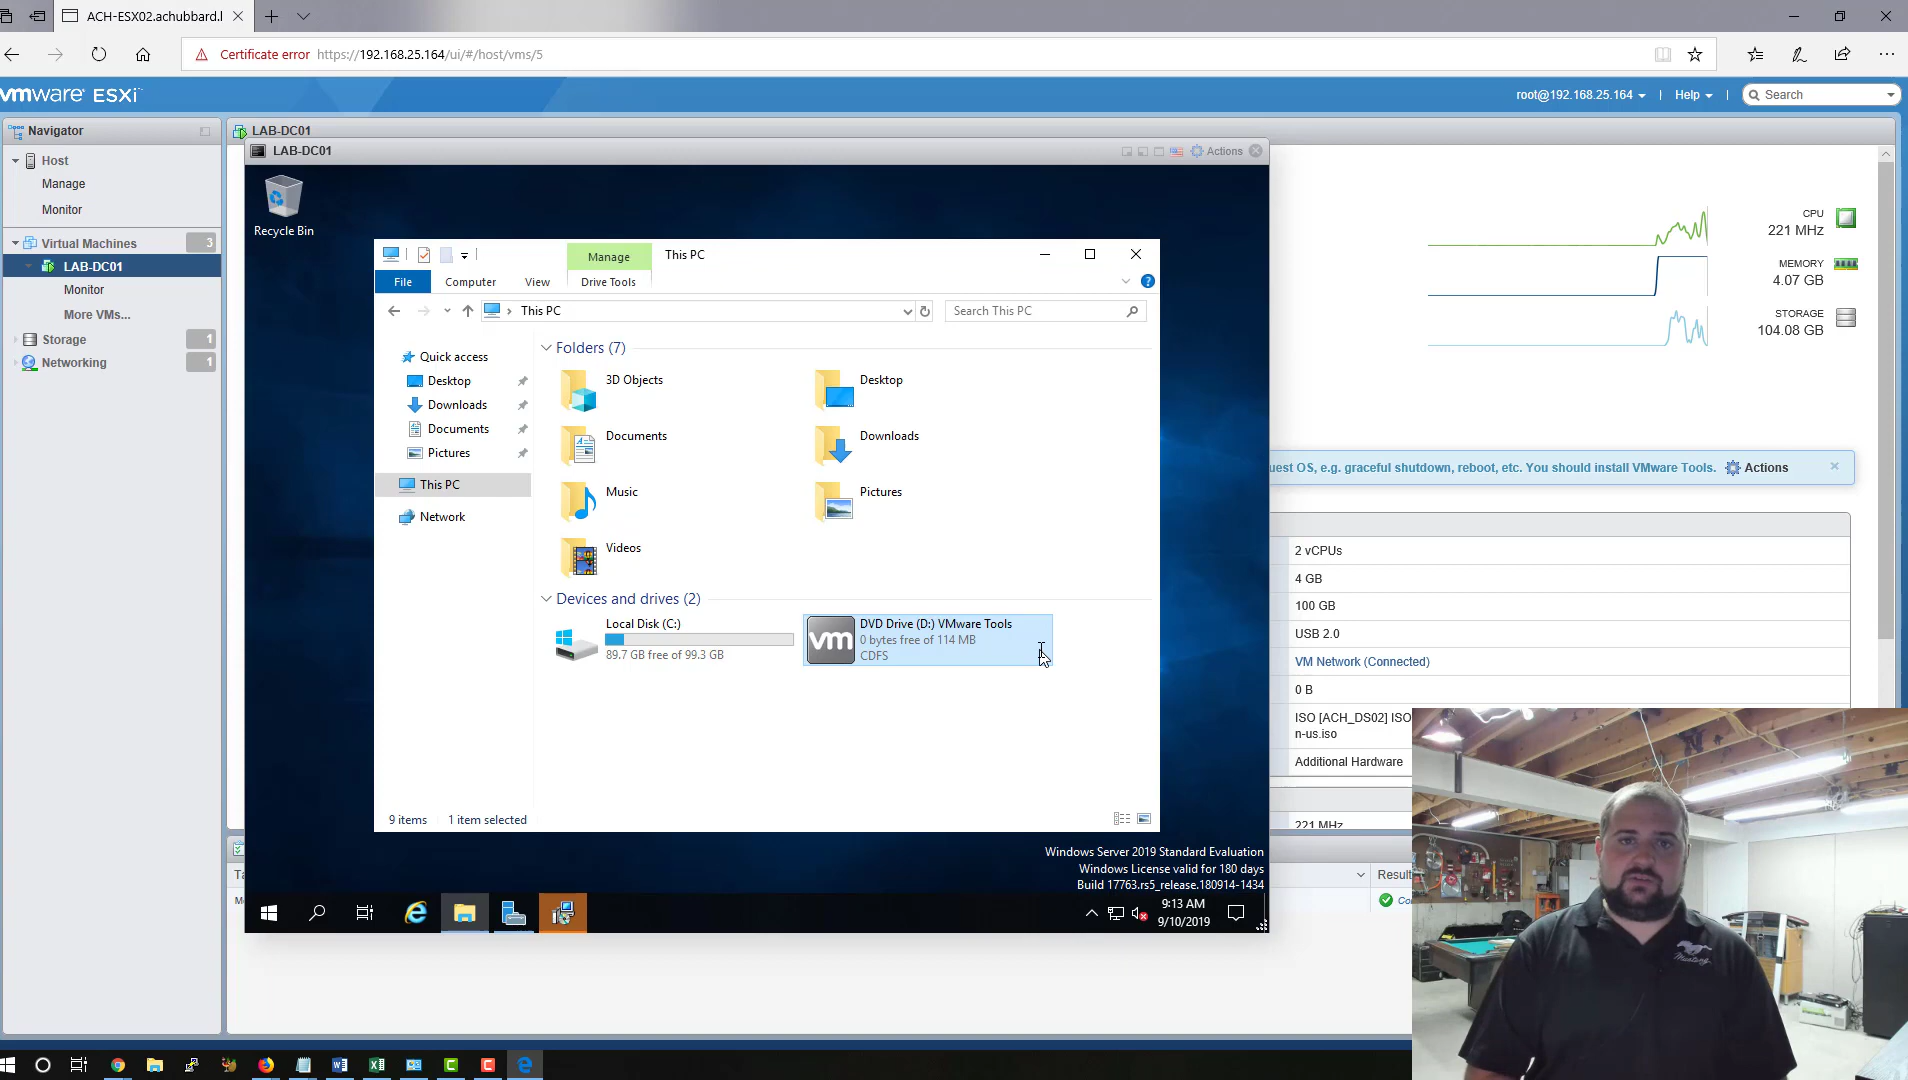 ACH-ESX02.achubbard.l
Certificate error https://192.168.25.164/ui/#/host/vms/5
vmware ESXi
root@192.168.25.164 | Help | Search
Navigator
Host
Manage
Monitor
Virtual Machines 3
LAB-DC01
Monitor
More VMs...
Storage 1
Networking 1
LAB-DC01
LAB-DC01
Actions
Recycle Bin
Manage
This PC
File
Computer
View
Drive Tools
This PC
Search This PC
Quick access
Desktop
Downloads
Documents
Pictures
This PC
Network
Folders (7)
3D Objects
Desktop
Documents
Downloads
Music
Pictures
Videos
Devices and drives (2)
Local Disk (C:)
89.7 GB free of 99.3 GB
vm
DVD Drive (D:) VMware Tools
0 bytes free of 114 MB
CDFS
9 items 1 item selected
Windows Server 2019 Standard Evaluation
Windows License valid for 180 days
Build 17763.rs5_release.180914-1434
9:13 AM
9/10/2019
CPU
221 MHz
MEMORY
4.07 GB
STORAGE
104.08 GB
uest OS, e.g. graceful shutdown, reboot, etc. You should install VMware Tools. Actions
2 vCPUs
4 GB
100 GB
USB 2.0
VM Network (Connected)
0 B
ISO [ACH_DS02] ISO
n-us.iso
Additional Hardware
221 MHz
Result
Mustang